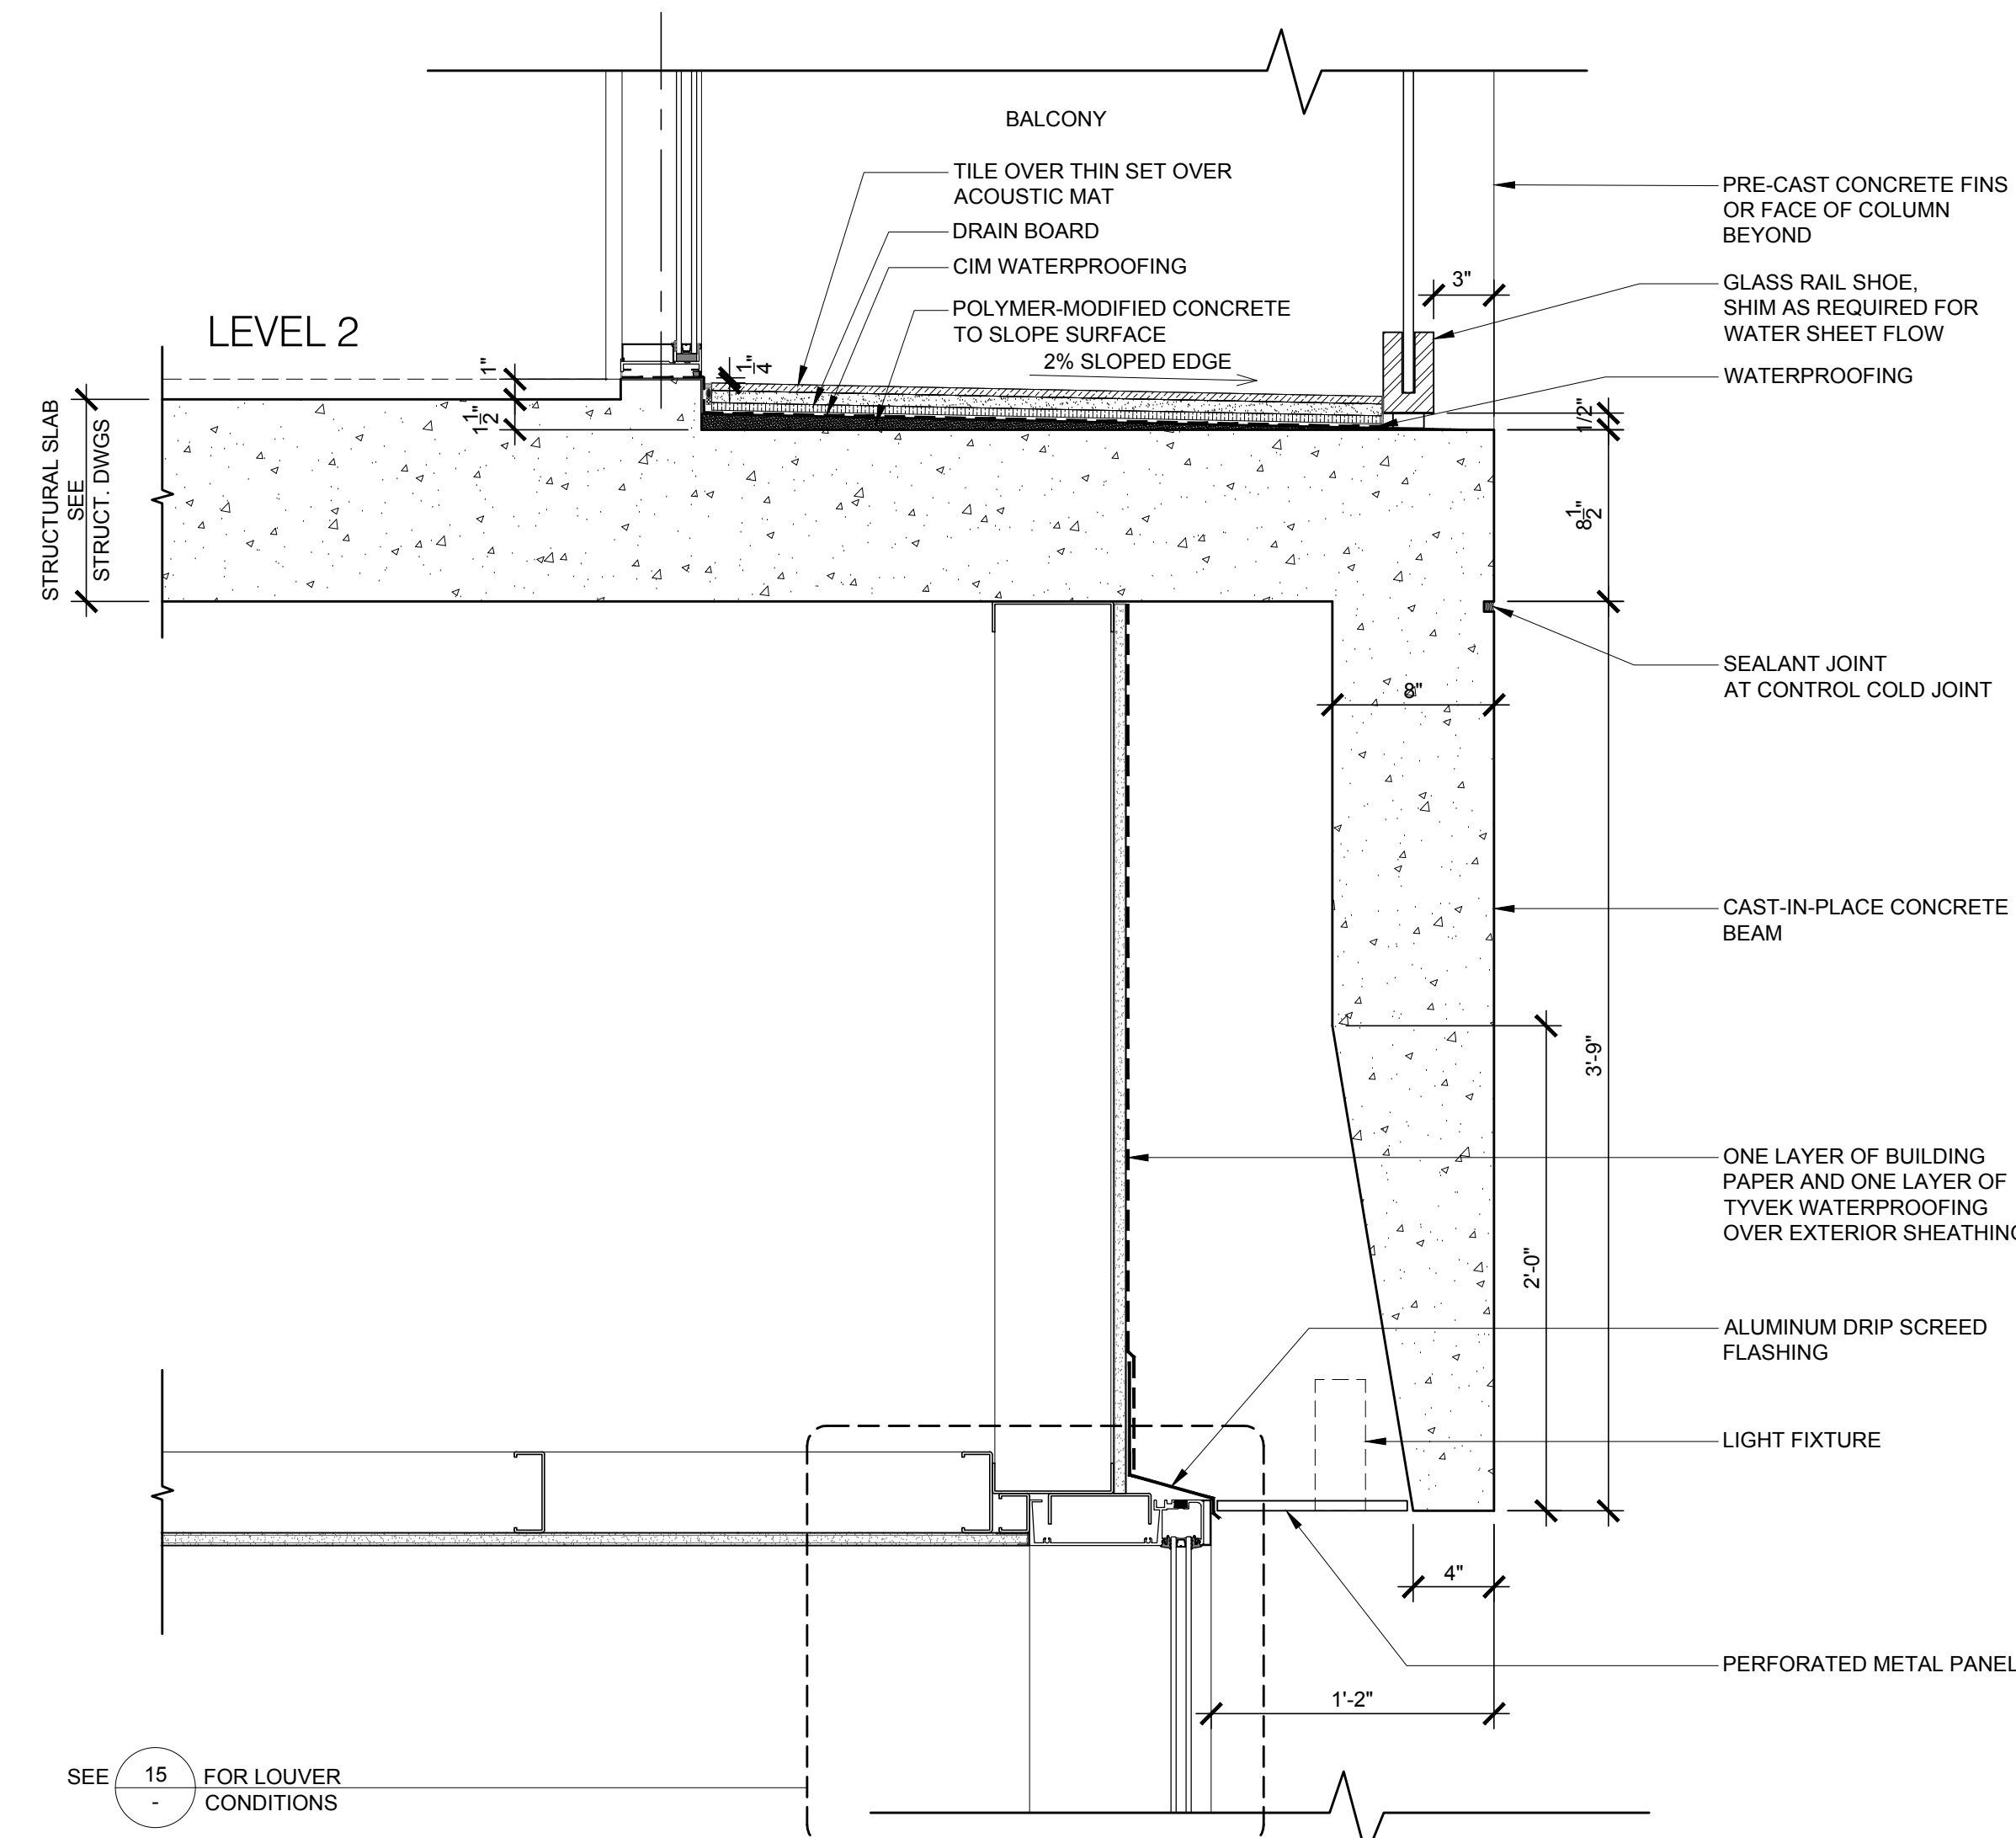 BALCONY
TILE OVER THIN SET OVER
ACOUSTIC MAT
DRAIN BOARD
CIM WATERPROOFING
POLYMER-MODIFIED CONCRETE
TO SLOPE SURFACE
2% SLOPED EDGE
LEVEL 2
1"
1 1/2"
1/4"
STRUCTURAL SLAB
SEE
STRUCT. DWGS
3"
PRE-CAST CONCRETE FINS
OR FACE OF COLUMN
BEYOND
GLASS RAIL SHOE,
SHIM AS REQUIRED FOR
WATER SHEET FLOW
WATERPROOFING
1/2"
8 1/2"
SEALANT JOINT
AT CONTROL COLD JOINT
8"
CAST-IN-PLACE CONCRETE
BEAM
3'-9"
ONE LAYER OF BUILDING
PAPER AND ONE LAYER OF
TYVEK WATERPROOFING
OVER EXTERIOR SHEATHING
2'-0"
ALUMINUM DRIP SCREED
FLASHING
LIGHT FIXTURE
4"
PERFORATED METAL PANEL
1'-2"
SEE 15 FOR LOUVER
- CONDITIONS